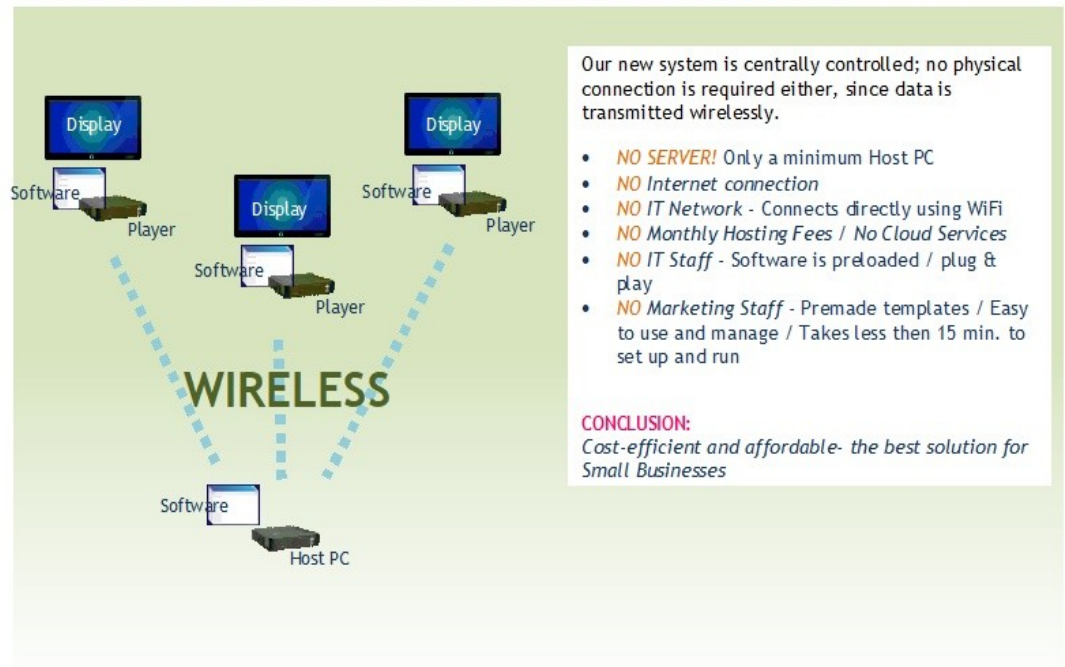 Display
Software
Player
Display
Software
Player
Display
Software
Player
WIRELESS
Software
Host PC
Our new system is centrally controlled; no physical
connection is required either, since data is
transmitted wirelessly.
• NO SERVER! Only a minimum Host PC
• NO Internet connection
• NO IT Network - Connects directly using WiFi
• NO Monthly Hosting Fees / No Cloud Services
• NO IT Staff - Software is preloaded / plug &
play
• NO Marketing Staff - Premade templates / Easy
to use and manage / Takes less then 15 min. to
set up and run
CONCLUSION:
Cost-efficient and affordable- the best solution for
Small Businesses